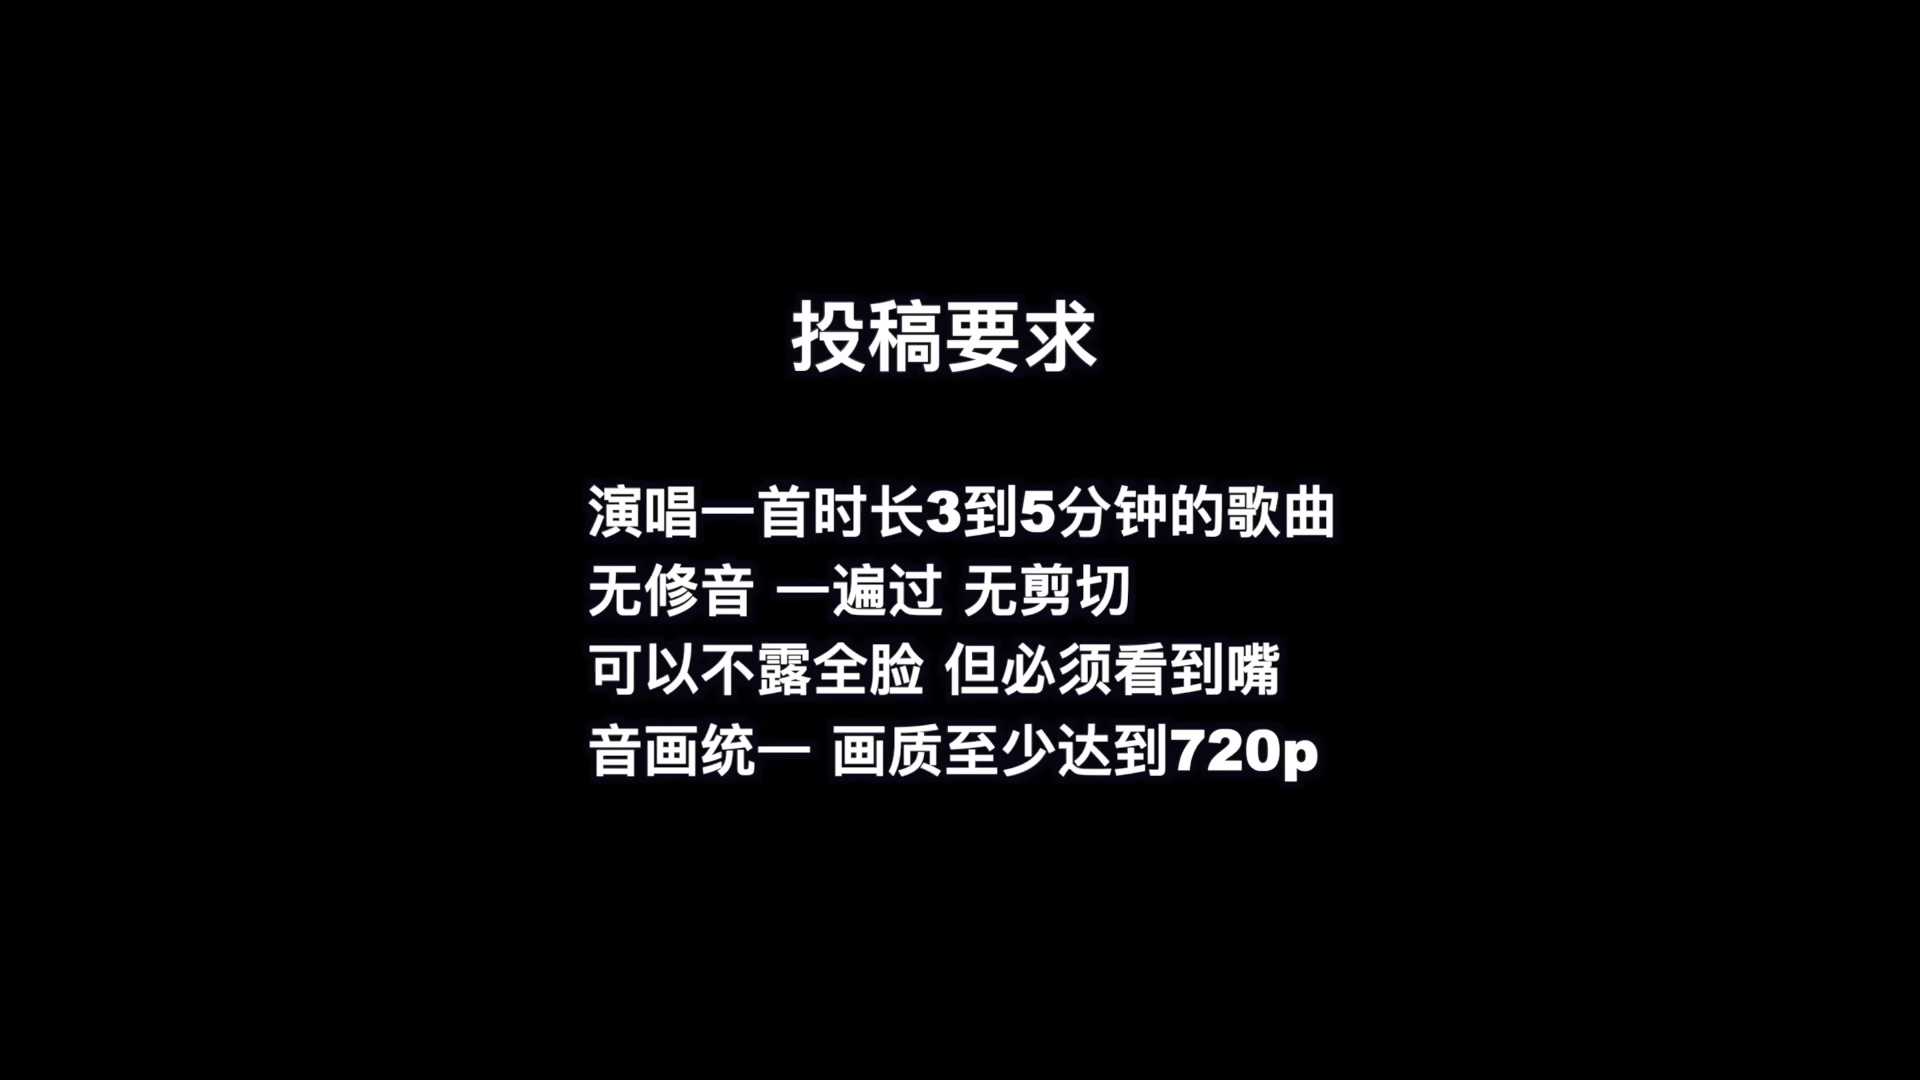 投稿要求
演唱一首时长3到5分钟的歌曲
无修音 一遍过 无剪切
可以不露全脸 但必须看到嘴
音画统一 画质至少达到720p